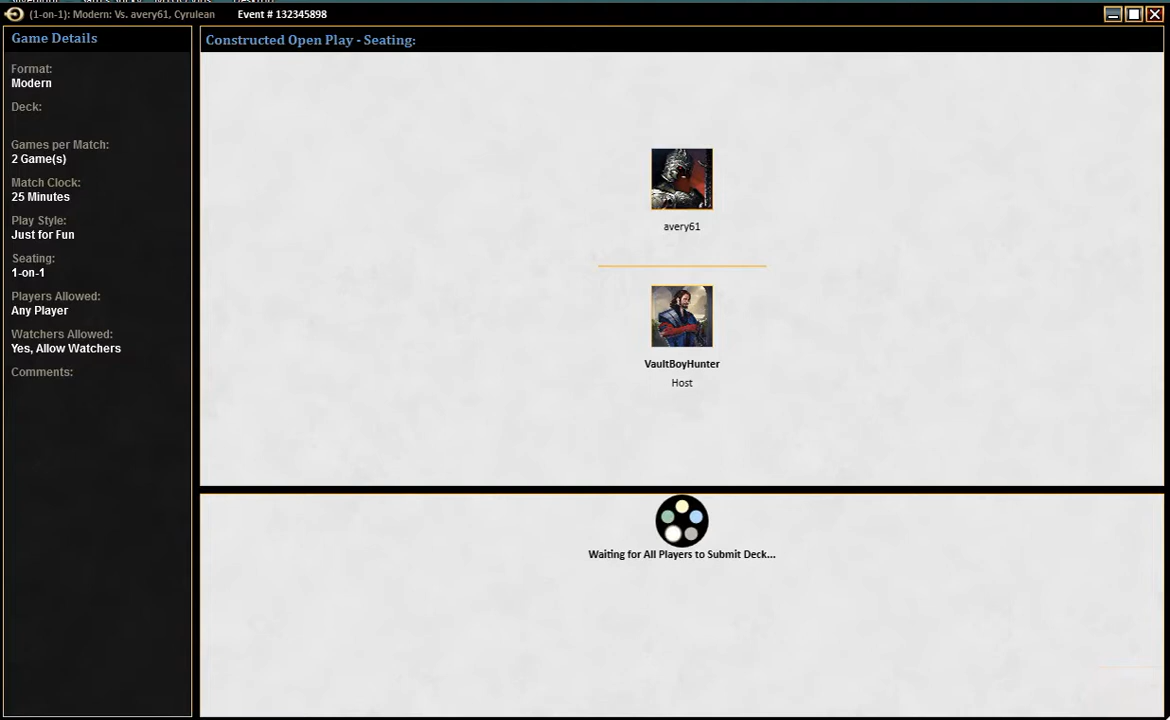 (1-on-1): Modern: Vs. avery61, Cyrulean
Event # 132345898
Game Details
Format:
Modern
Deck:
Games per Match:
2 Game(s)
Match Clock:
25 Minutes
Play Style:
Just for Fun
Seating:
1-on-1
Players Allowed:
Any Player
Watchers Allowed:
Yes, Allow Watchers
Comments:
Constructed Open Play - Seating:
avery61
VaultBoyHunter
Host
Waiting for All Players to Submit Deck...